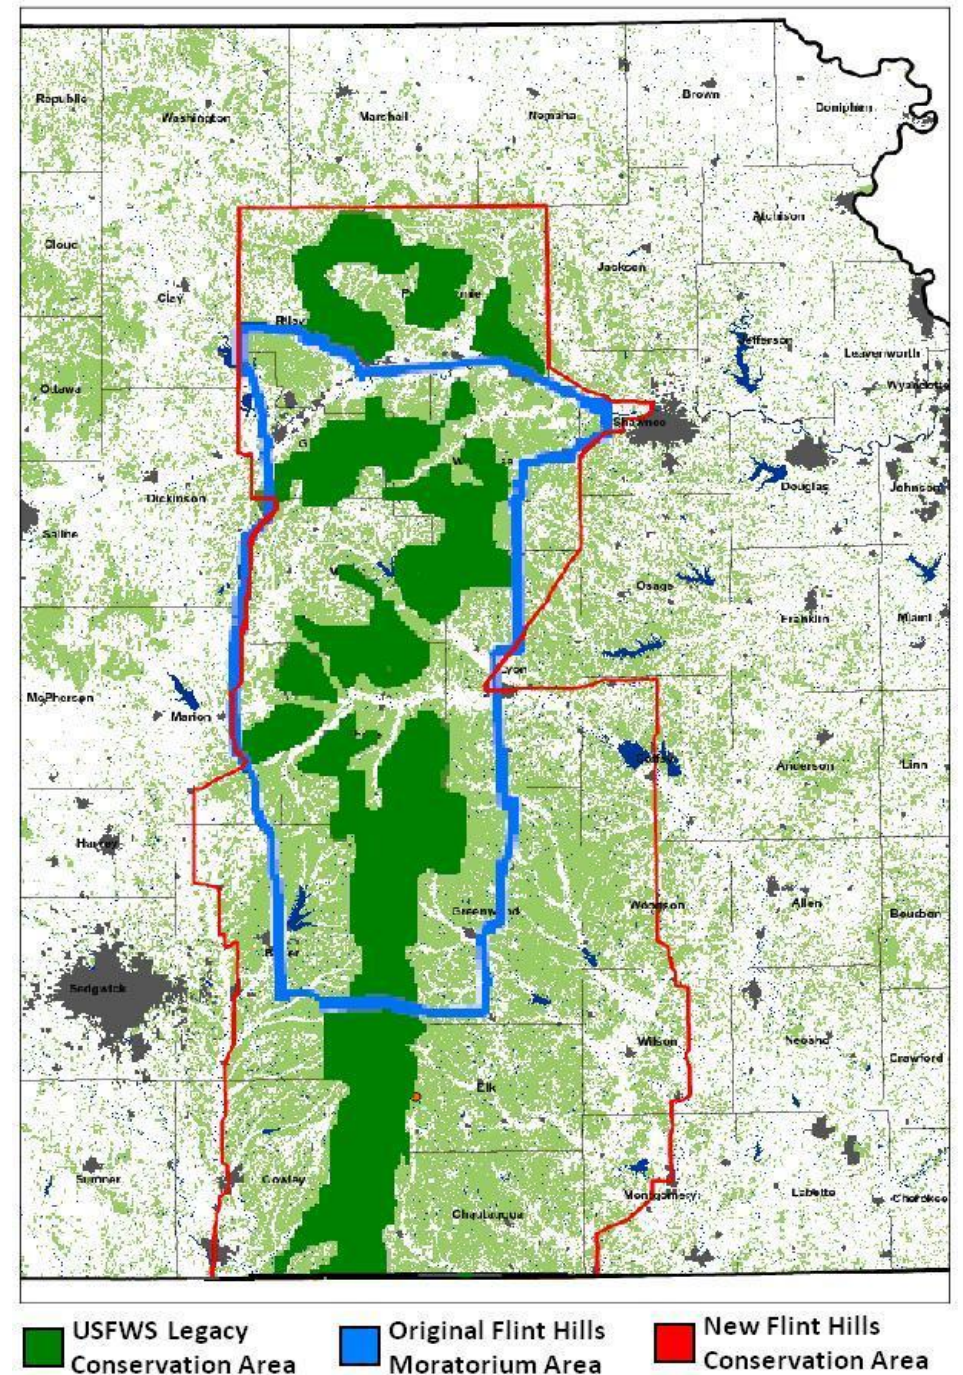 Brown
Republic
Doniphan
Washington
Marshall
Nemaha
Atchison
Cloud
Jackson
Clay
Riley
Jefferson
Leavenworth
Ottawa
Wyandotte
Shawnee
G
W
Dickinson
Douglas
Johnson
Saline
Osage
Franklin
Miami
Lyon
McPherson
Marion
Coffey
Anderson
Linn
Harvey
Greenwood
Woodson
Allen
Bourbon
Butler
Sedgwick
Wilson
Neosho
Crawford
Elk
Sumner
Cowley
Montgomery
Labette
Cherokee
Chautauqua
USFWS Legacy
Conservation Area
Original Flint Hills
Moratorium Area
New Flint Hills
Conservation Area